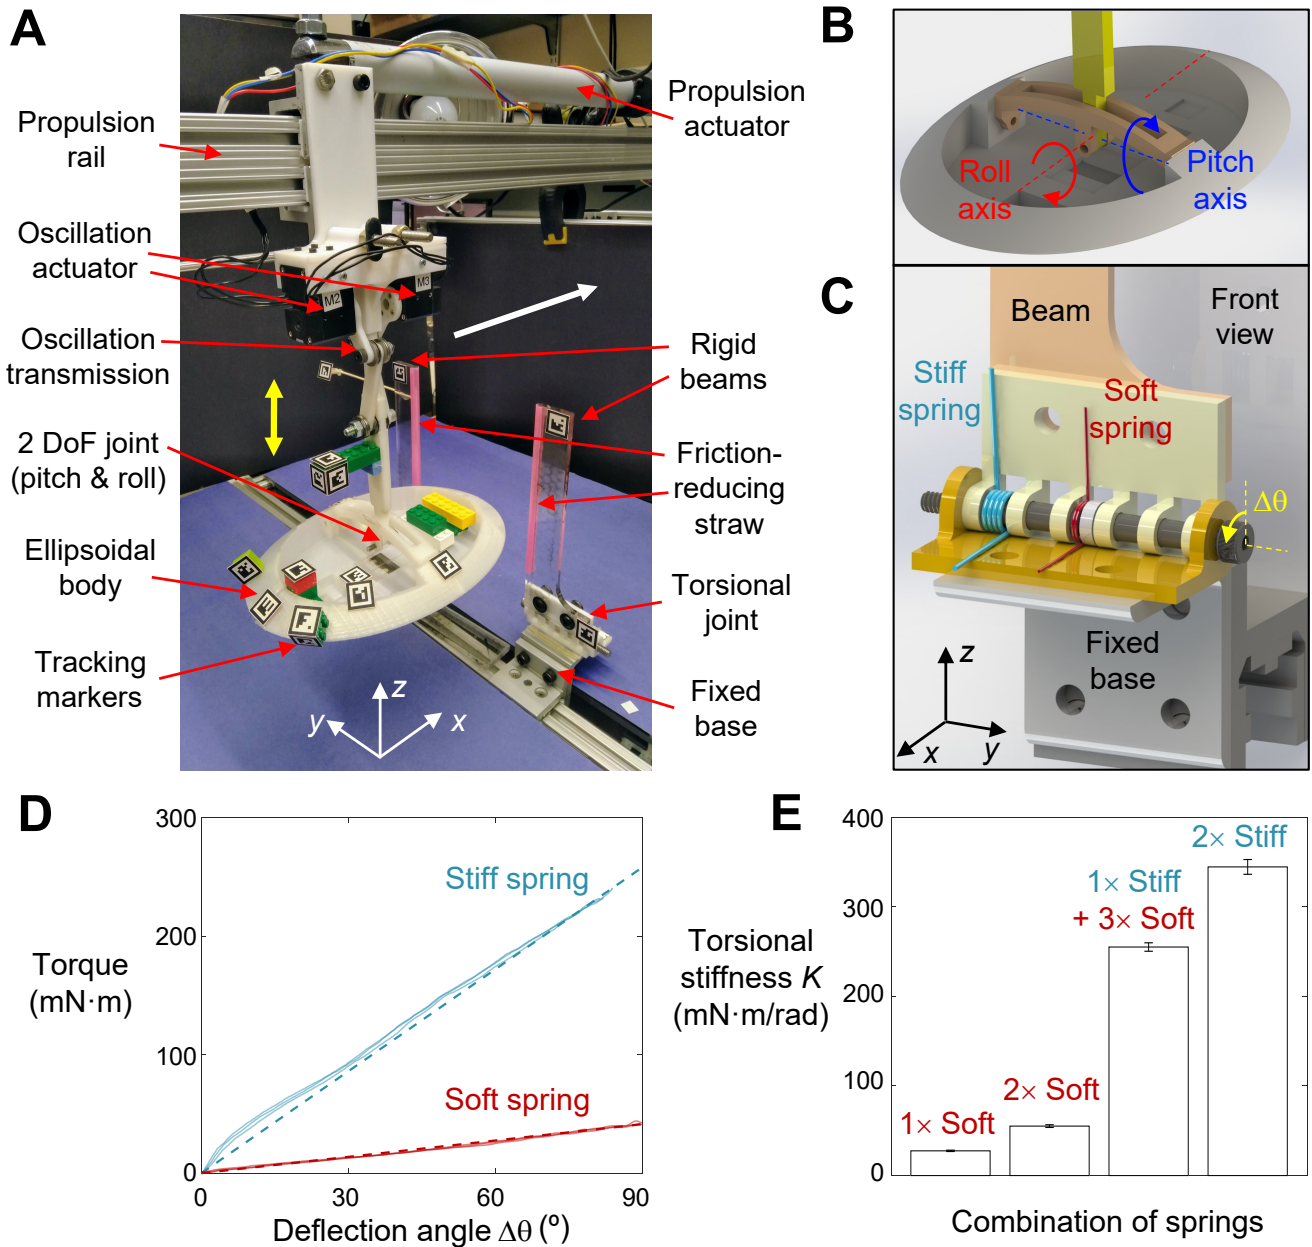 A
Propulsion
rail
Oscillation
actuator
Oscillation
transmission
2 DoF joint
(pitch & roll)
Ellipsoidal
body
Tracking
markers
Propulsion
actuator
Rigid
beams
Friction-
reducing
straw
Torsional
joint
Fixed
base
M2
M3
z
y
x
B
Roll
axis
Pitch
axis
C
Beam
Front
view
Stiff
spring
Soft
spring
Δθ
Fixed
base
z
x
y
D
Torque
(mN·m)
300
200
100
0
Stiff spring
Soft spring
0
30
60
90
Deflection angle Δθ (º)
E
Torsional
stiffness K
(mN·m/rad)
400
300
200
100
0
1× Soft
2× Soft
1× Stiff
+ 3× Soft
2× Stiff
Combination of springs